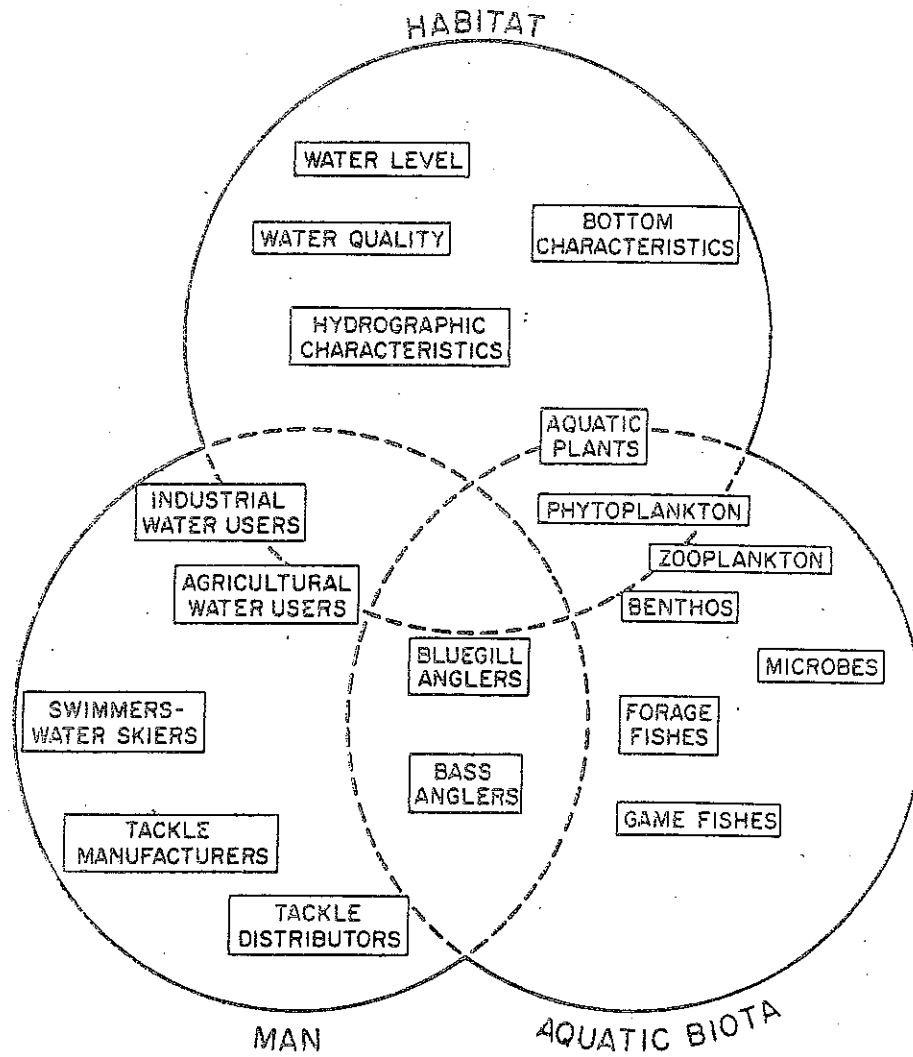 HABITAT
WATER LEVEL
WATER QUALITY
BOTTOM
CHARACTERISTICS
HYDROGRAPHIC
CHARACTERISTICS
AQUATIC
PLANTS
INDUSTRIAL
WATER USERS
PHYTOPLANKTON
ZOOPLANKTON
AGRICULTURAL
WATER USERS
BENTHOS
BLUEGILL
ANGLERS
MICROBES
SWIMMERS-
WATER SKIERS
FORAGE
FISHES
BASS
ANGLERS
GAME FISHES
TACKLE
MANUFACTURERS
TACKLE
DISTRIBUTORS
MAN
AQUATIC BIOTA